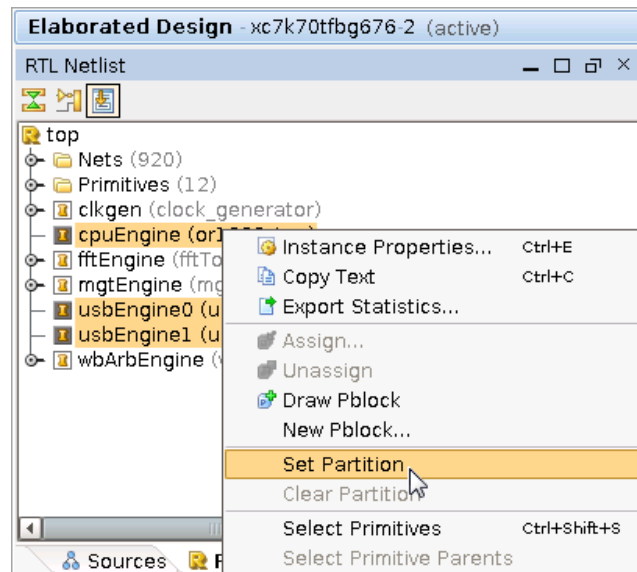 Elaborated Design - xc7k70tfbg676-2 (active)
RTL Netlist
top
Nets (920)
Primitives (12)
clkgen (clock_generator)
cpuEngine
fftEngine (fftTo
mgtEngine (mg
usbEngine0 (u
usbEngine1 (u
wbArbEngine
Instance Properties... Ctrl+E
Copy Text Ctrl+C
Export Statistics...
Assign...
Unassign
Draw Pblock
New Pblock...
Set Partition
Clear Partition
Select Primitives Ctrl+Shift+S
Select Primitive Parents
Sources